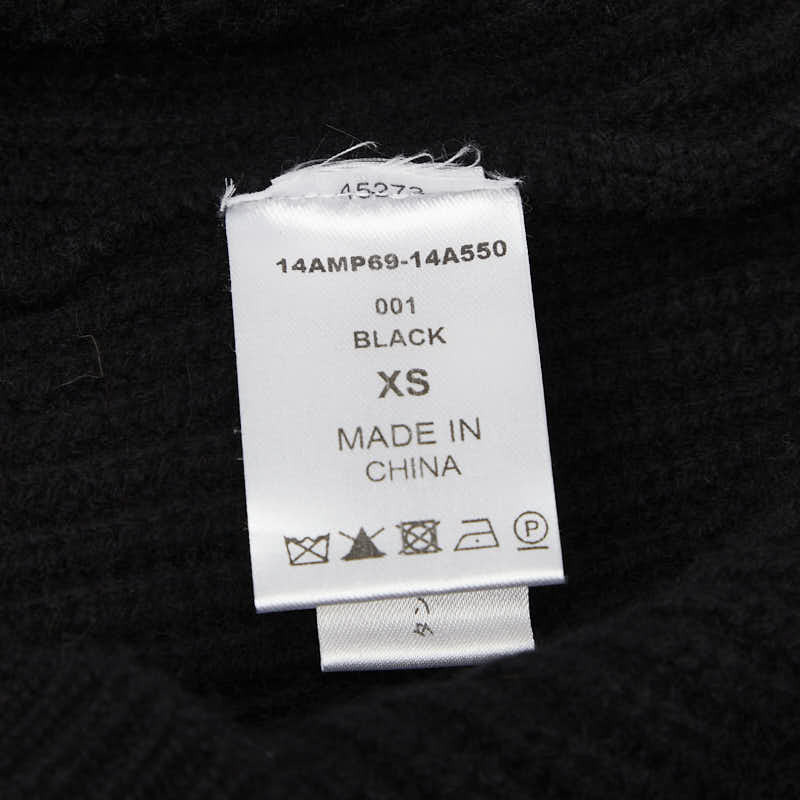 14AMP69-14A550
001
BLACK
XS
MADE IN
CHINA
P